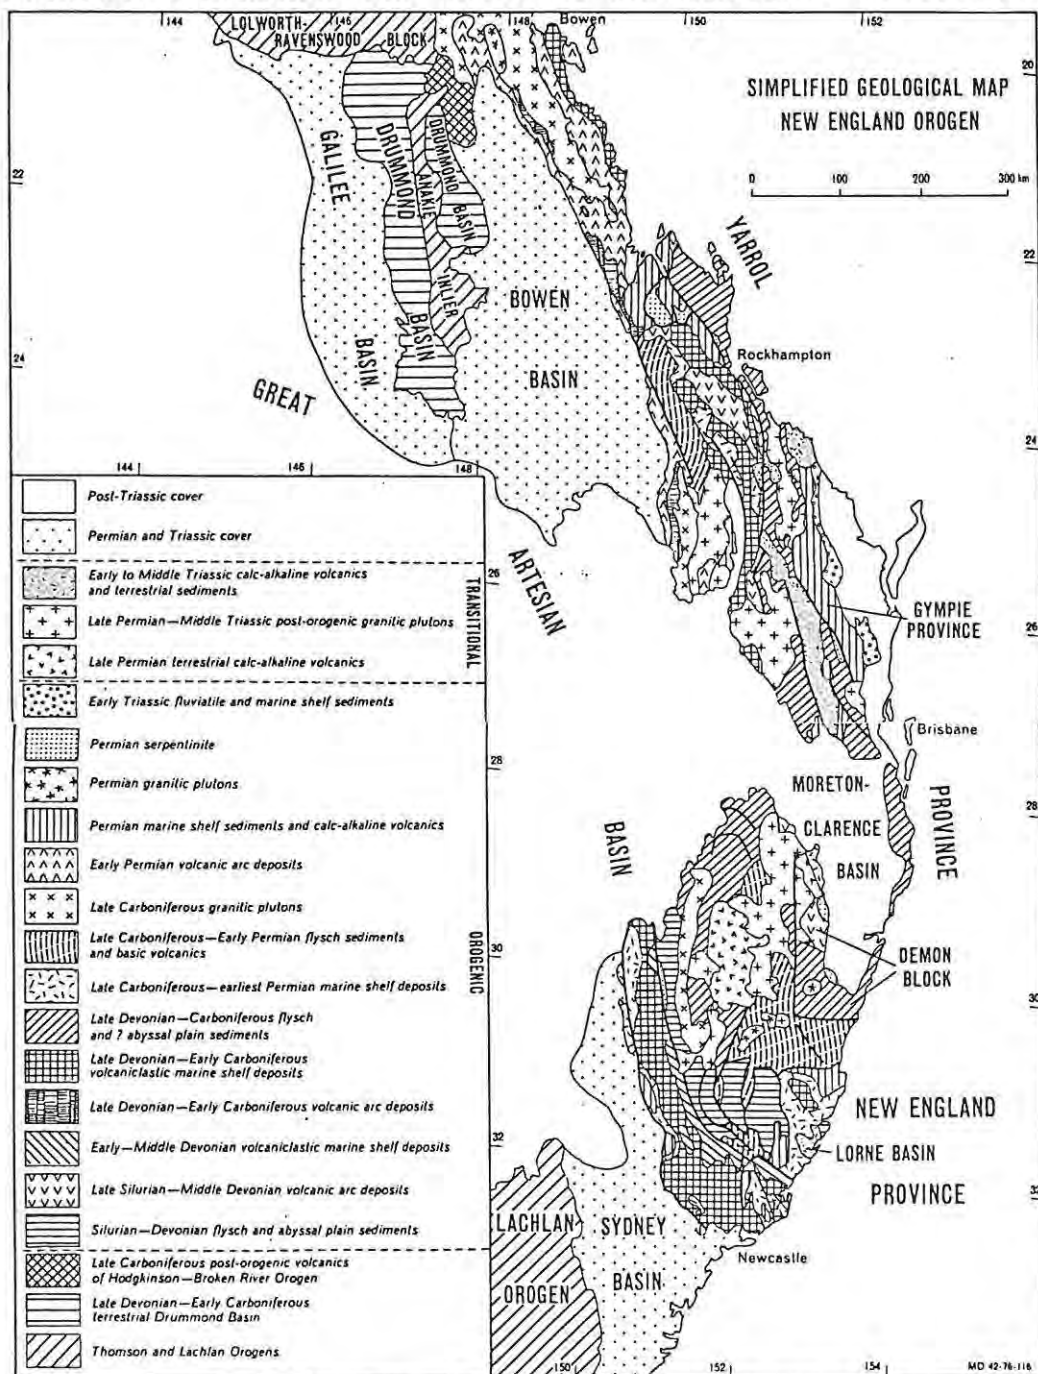 144
146
148
150
152
LOLWORTH-
RAVENSWOOD BLOCK
Bowen
20
SIMPLIFIED GEOLOGICAL MAP
NEW ENGLAND OROGEN
0 100 200 300 km
22
22
24
24
GALILEE
BASIN
DRUMMOND
BASIN
ANAKIE
INLIER
DRUMMOND
BASIN
BOWEN
BASIN
YARROL
Rockhampton
GREAT
ARTESIAN
BASIN
144
146
148
26
26
28
28
30
30
32
GYMPIE
PROVINCE
Brisbane
MORETON-
CLARENCE
BASIN
PROVINCE
DEMON
BLOCK
NEW ENGLAND
PROVINCE
LORNE BASIN
LACHLAN
OROGEN
SYDNEY
BASIN
Newcastle
150
152
154
MD 42-76-116
Post-Triassic cover
Permian and Triassic cover
TRANSITIONAL
Early to Middle Triassic calc-alkaline volcanics
and terrestrial sediments
Late Permian—Middle Triassic post-orogenic granitic plutons
Late Permian terrestrial calc-alkaline volcanics
OROGENIC
Early Triassic fluviatile and marine shelf sediments
Permian serpentinite
Permian granitic plutons
Permian marine shelf sediments and calc-alkaline volcanics
Early Permian volcanic arc deposits
Late Carboniferous granitic plutons
Late Carboniferous—Early Permian flysch sediments
and basic volcanics
Late Carboniferous—earliest Permian marine shelf deposits
Late Devonian—Carboniferous flysch
and ? abyssal plain sediments
Late Devonian—Early Carboniferous
volcaniclastic marine shelf deposits
Late Devonian—Early Carboniferous volcanic arc deposits
Early—Middle Devonian volcaniclastic marine shelf deposits
Late Silurian—Middle Devonian volcanic arc deposits
Silurian—Devonian flysch and abyssal plain sediments
Late Carboniferous post-orogenic volcanics
of Hodgkinson—Broken River Orogen
Late Devonian—Early Carboniferous
terrestrial Drummond Basin
Thomson and Lachlan Orogens